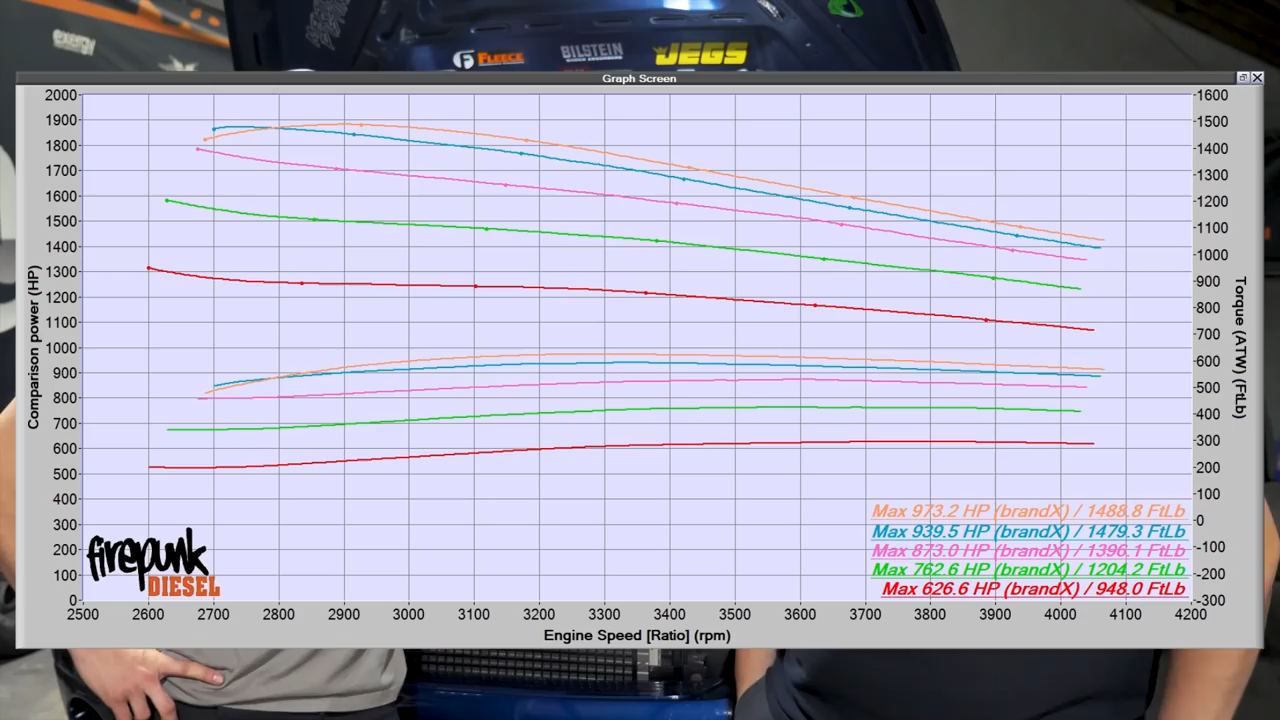 exergy
FLEECE
BILSTEIN
SHOCK ABSORBERS
JEGS
Graph Screen
Comparison power (HP)
2000
1900
1800
1700
1600
1500
1400
1300
1200
1100
1000
900
800
700
600
500
400
300
200
100
0
1600
1500
1400
1300
1200
1100
1000
900
800
700
600
500
400
300
200
100
0
-100
-200
-300
Torque (ATW) (FtLb)
Max 973.2 HP (brandX) / 1488.8 FtLb
Max 939.5 HP (brandX) / 1479.3 FtLb
Max 873.0 HP (brandX) / 1396.1 FtLb
Max 762.6 HP (brandX) / 1204.2 FtLb
Max 626.6 HP (brandX) / 948.0 FtLb
firepunk
DIESEL
2500 2600 2700 2800 2900 3000 3100 3200 3300 3400 3500 3600 3700 3800 3900 4000 4100 4200
Engine Speed [Ratio] (rpm)